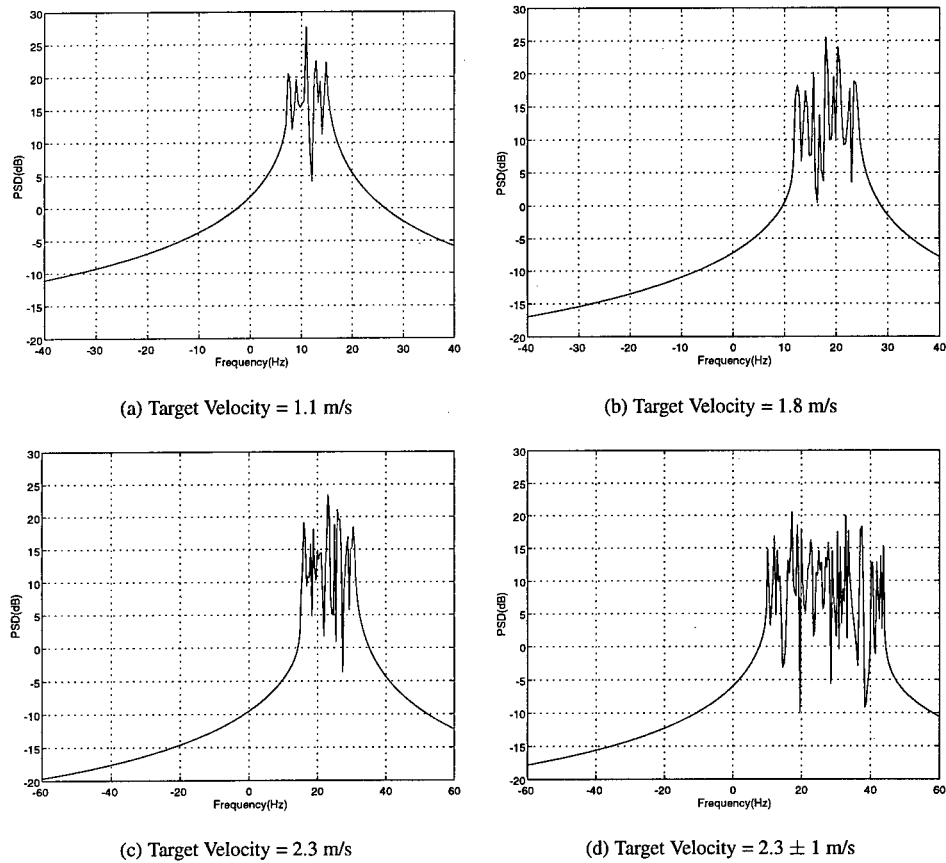 30
25
20
15
10
5
0
-5
-10
-15
-20
PSD(dB)
-40 -30 -20 -10 0 10 20 30 40
Frequency(Hz)
(a) Target Velocity = 1.1 m/s
30
25
20
15
10
5
0
-5
-10
-15
-20
PSD(dB)
-40 -30 -20 -10 0 10 20 30 40
Frequency(Hz)
(b) Target Velocity = 1.8 m/s
30
25
20
15
10
5
0
-5
-10
-15
-20
PSD(dB)
-60 -40 -20 0 20 40 60
Frequency(Hz)
(c) Target Velocity = 2.3 m/s
30
25
20
15
10
5
0
-5
-10
-15
-20
PSD(dB)
-60 -40 -20 0 20 40 60
Frequency(Hz)
(d) Target Velocity = 2.3 ± 1 m/s